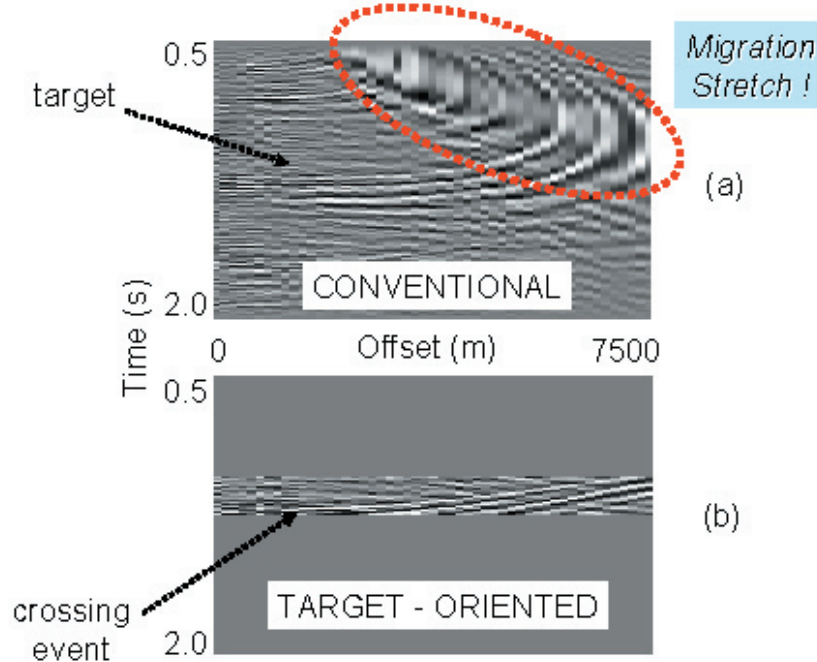 0.5
Migration
Stretch !
target
(a)
CONVENTIONAL
2.0
Time (s)
0
Offset (m)
7500
0.5
(b)
crossing
event
TARGET - ORIENTED
2.0